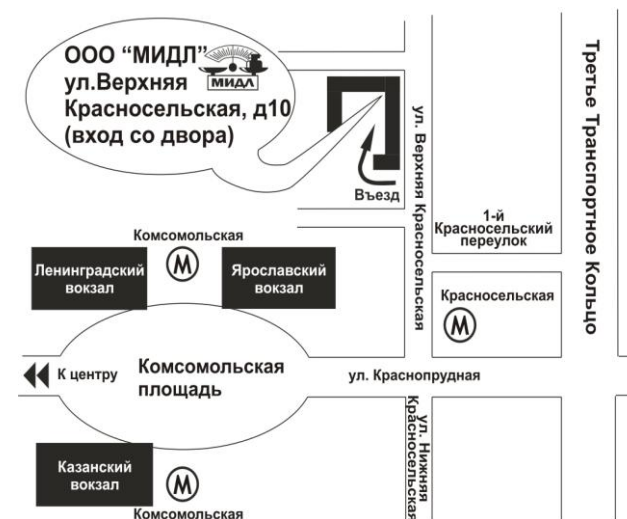 ООО “МИДЛ”
МИДЛ
ул.Верхняя
Красносельская, д10
(вход со двора)
Въезд
ул. Верхняя Красносельская
Третье Транспортное Кольцо
1-й
Красносельский
переулок
Комсомольская
М
Ленинградский
вокзал
Ярославский
вокзал
Красносельская
М
К центру
Комсомольская
площадь
ул. Краснопрудная
ул. Нижняя
Красносельская
Казанский
вокзал
М
Комсомольская